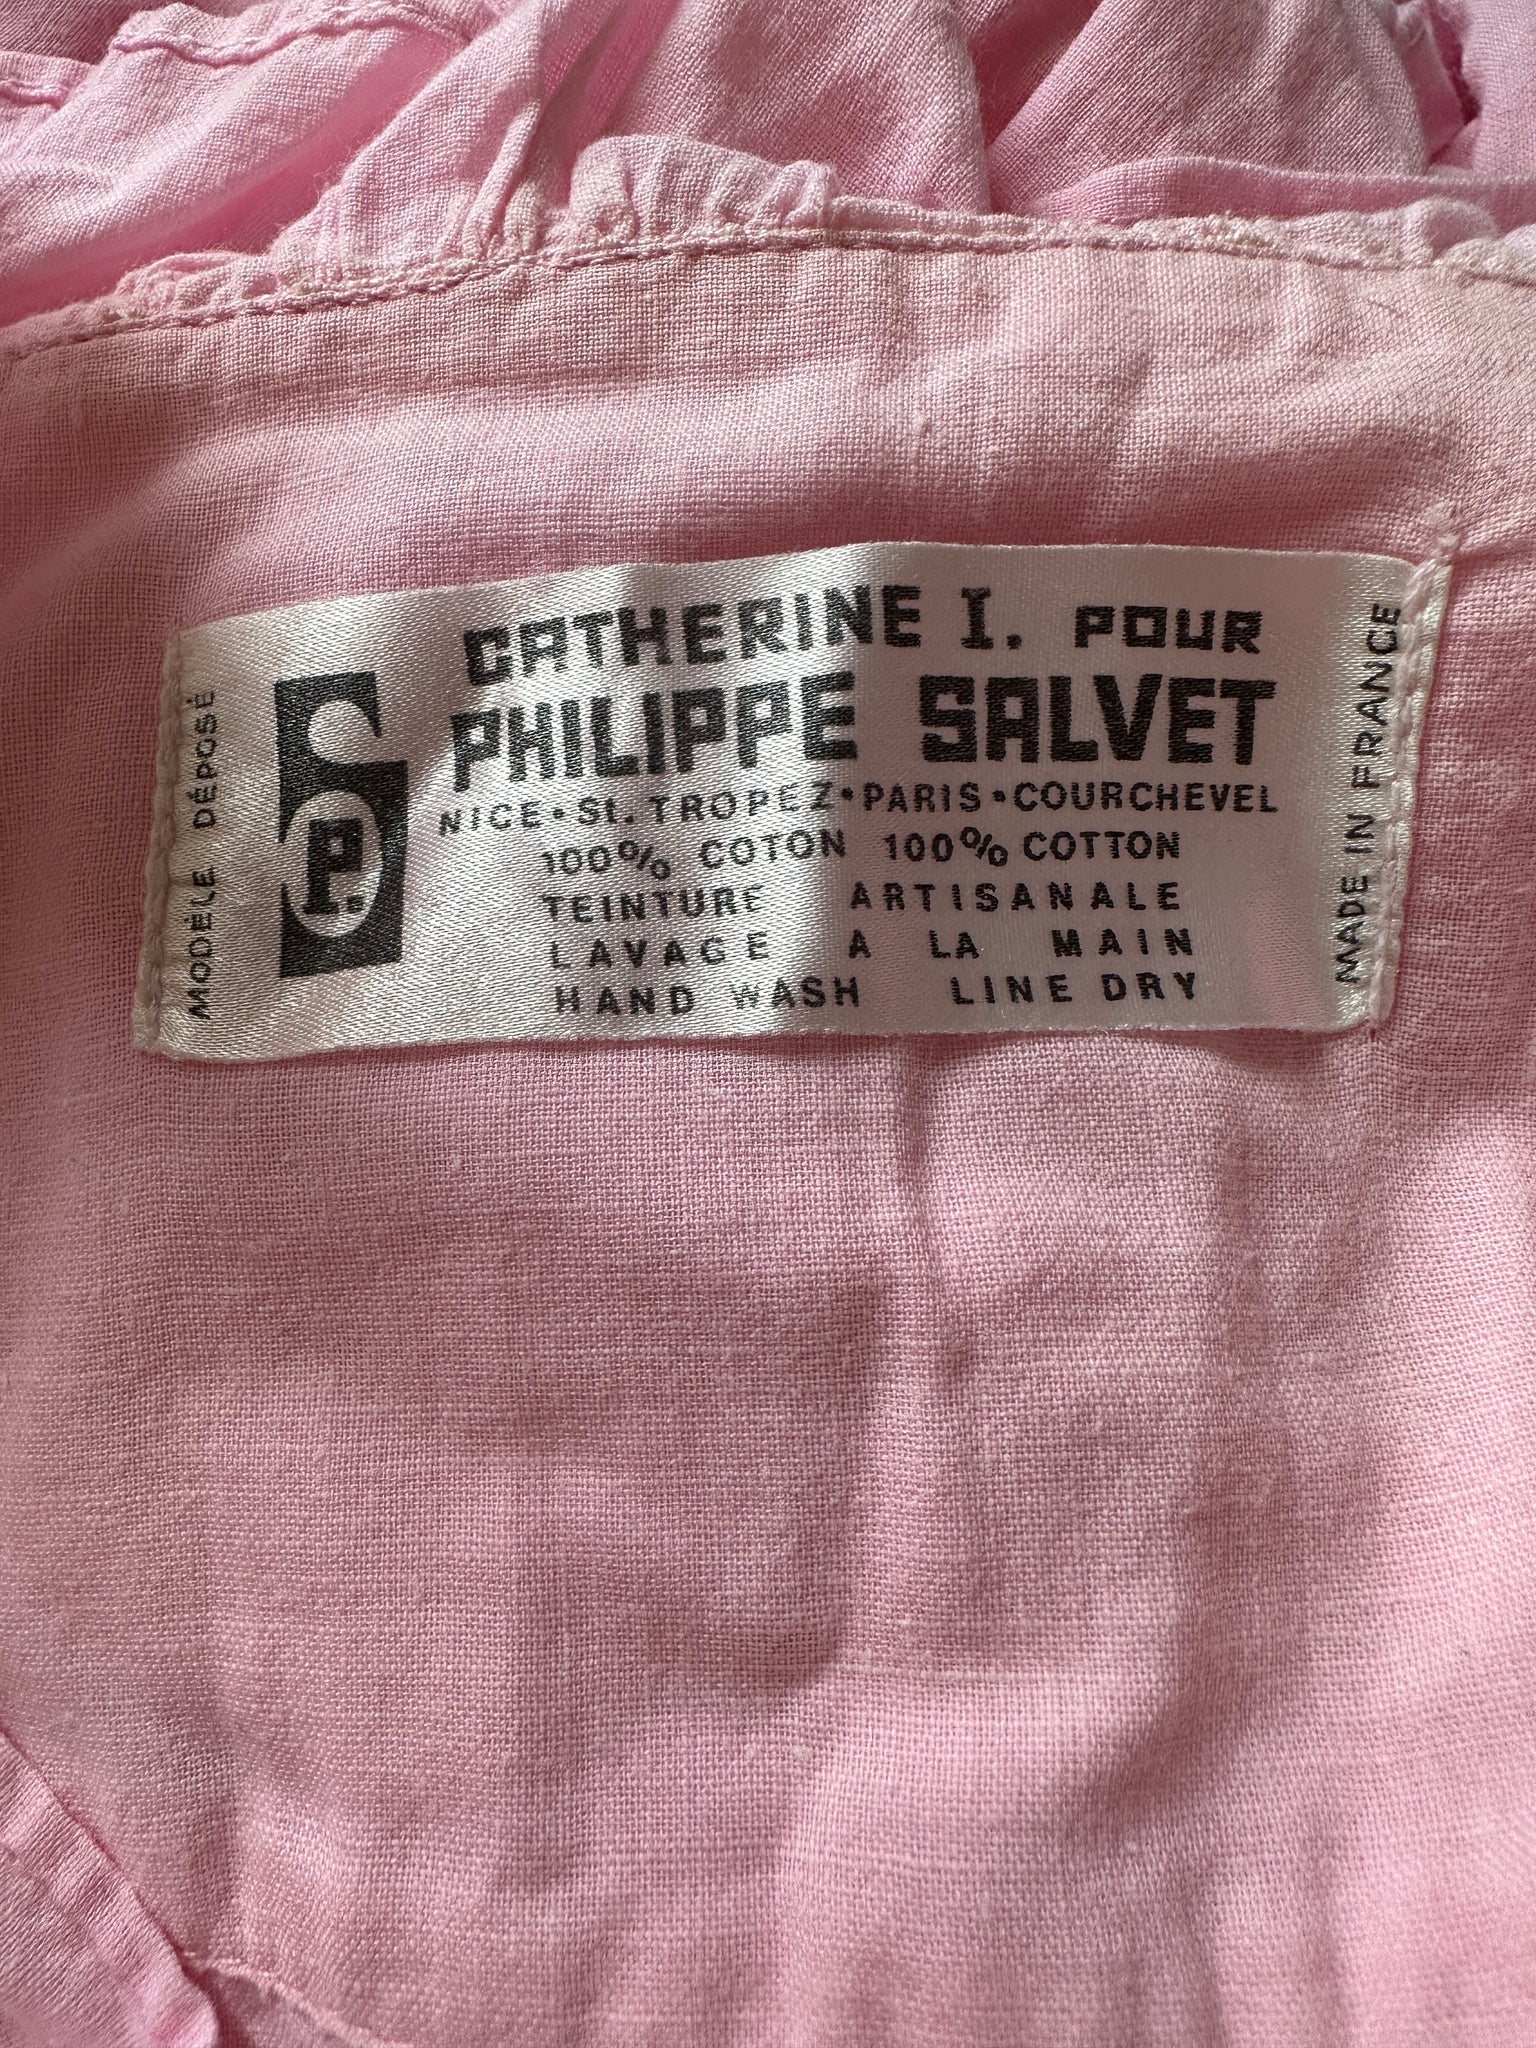 MODÈLE DÉPOSÉ
P.
CATHERINE I. POUR
PHILIPPE SALVET
NICE • St. TROPEZ • PARIS • COURCHEVEL
100% COTON 100% COTTON
TEINTURE ARTISANALE
LAVAGE A LA MAIN
HAND WASH LINE DRY
MADE IN FRANCE